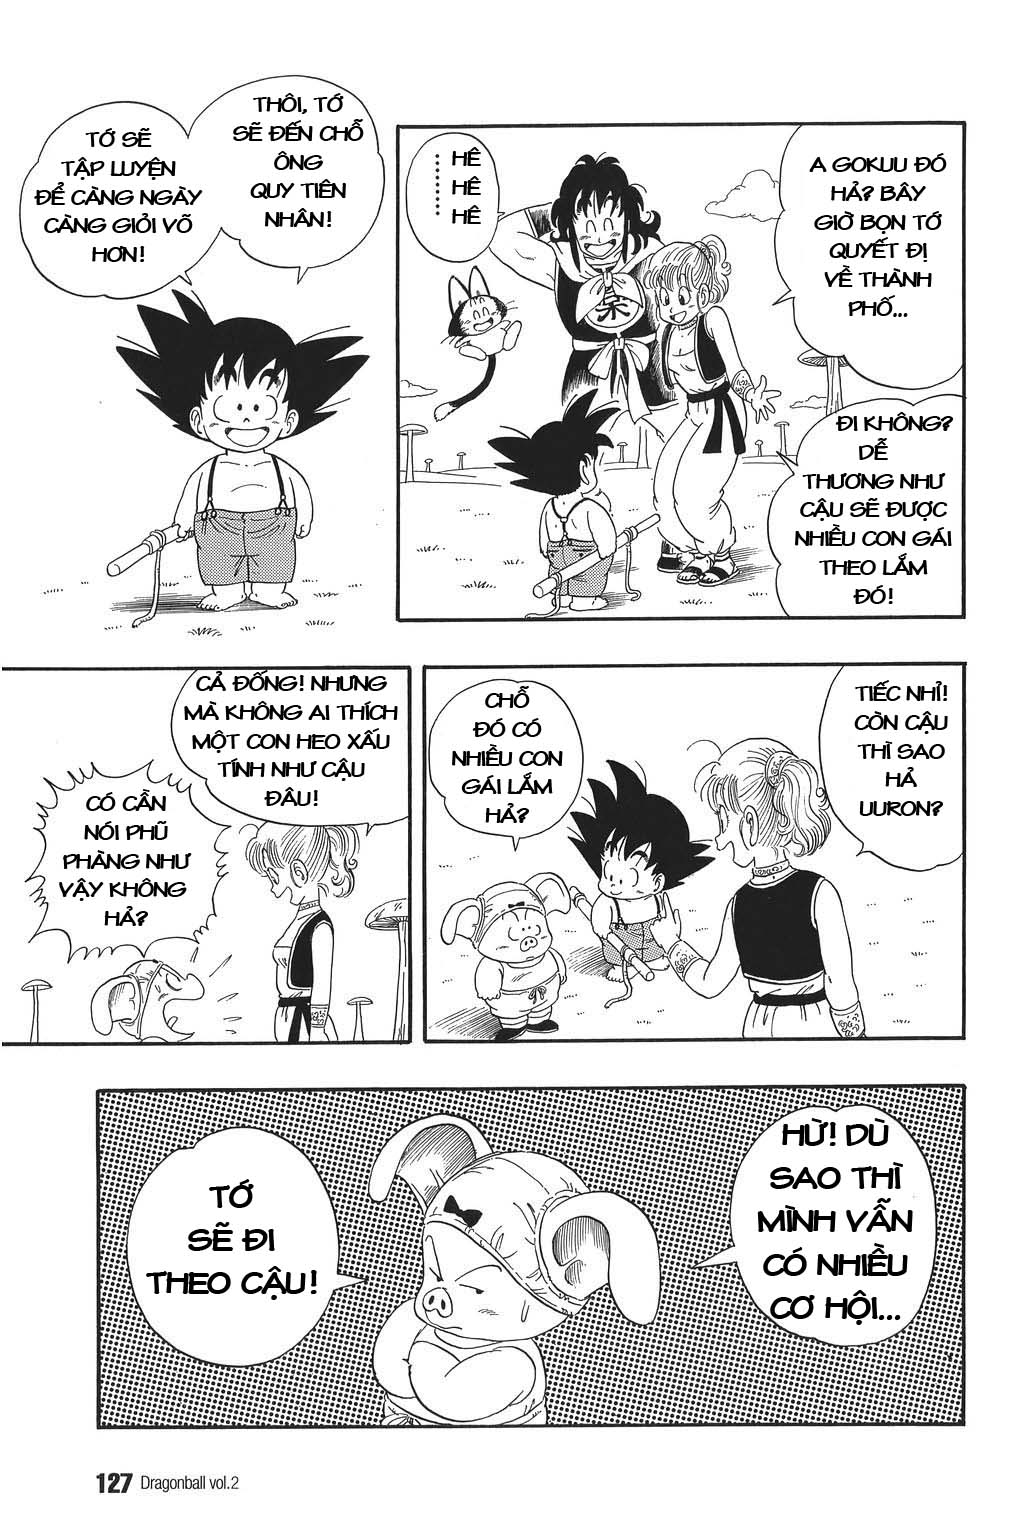 A GOKUU ĐÓ
HẢ? BÂY
GIỜ BỌN TỚ
QUYẾT ĐỊ
VỀ THÀNH
PHỐ...
ĐI KHÔNG?
DỄ
THƯƠNG NHƯ
CẬU SẼ ĐƯỢC
NHIỀU CON GÁI
THEO LẮM
ĐÓ!
HÊ
HÊ
HÊ
THÔI, TỚ
SẼ ĐẾN CHỖ
ÔNG
QUY TIÊN
NHÂN!
TỚ SẼ
TẬP LUYỆN
ĐỂ CÀNG NGÀY
CÀNG GIỎI VÕ
HƠN!
TIẾC NHỈ!
CÒN CẬU
THÌ SAO
HẢ
UURON?
CHỖ
ĐÓ CÓ
NHIỀU CON
GÁI LẮM
HẢ?
CẢ ĐỐNG! NHƯNG
MÀ KHÔNG AI THÍCH
MỘT CON HEO XẤU
TÍNH NHƯ CẬU
ĐÂU!
CÓ CẦN
NÓI PHŨ
PHÀNG NHƯ
VẬY KHÔNG
HẢ?
HỪ! DÙ
SAO THÌ
MÌNH VẪN
CÓ NHIỀU
CƠ HỘI...
TỚ
SẼ ĐI
THEO CẬU!
127 Dragonball vol.2